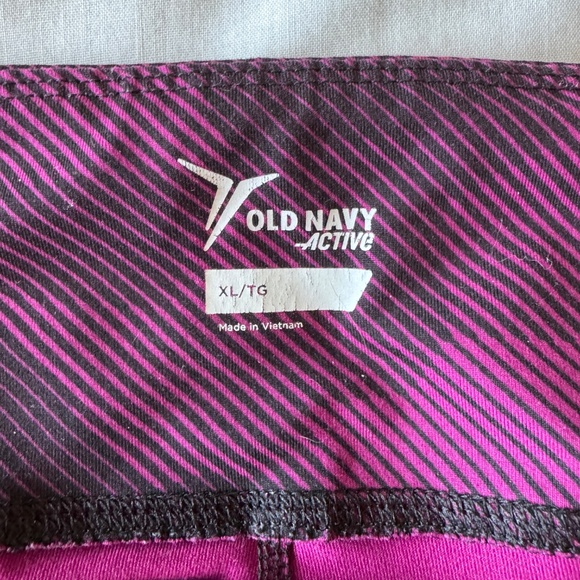 OLD NAVY
ACTIVE
XL/TG
Made in Vietnam